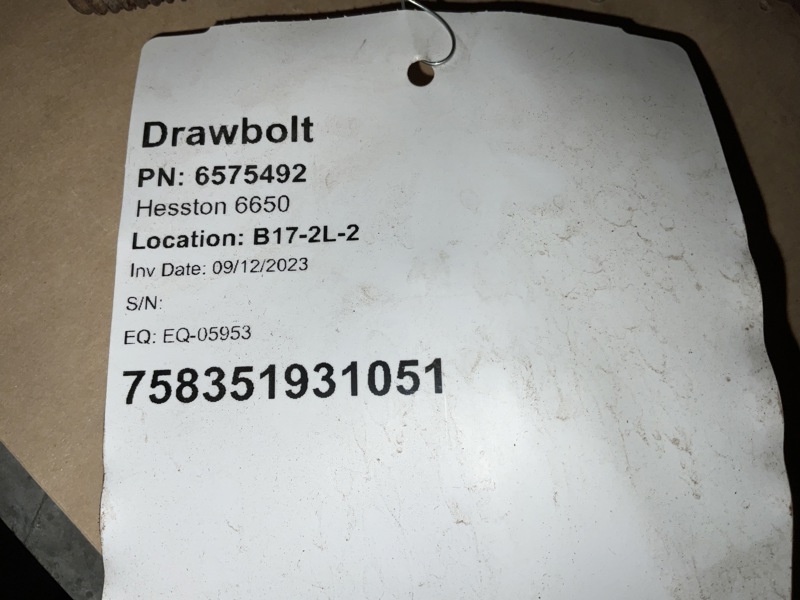 Drawbolt
PN: 6575492
Hesston 6650
Location: B17-2L-2
Inv Date: 09/12/2023
S/N:
EQ: EQ-05953
758351931051